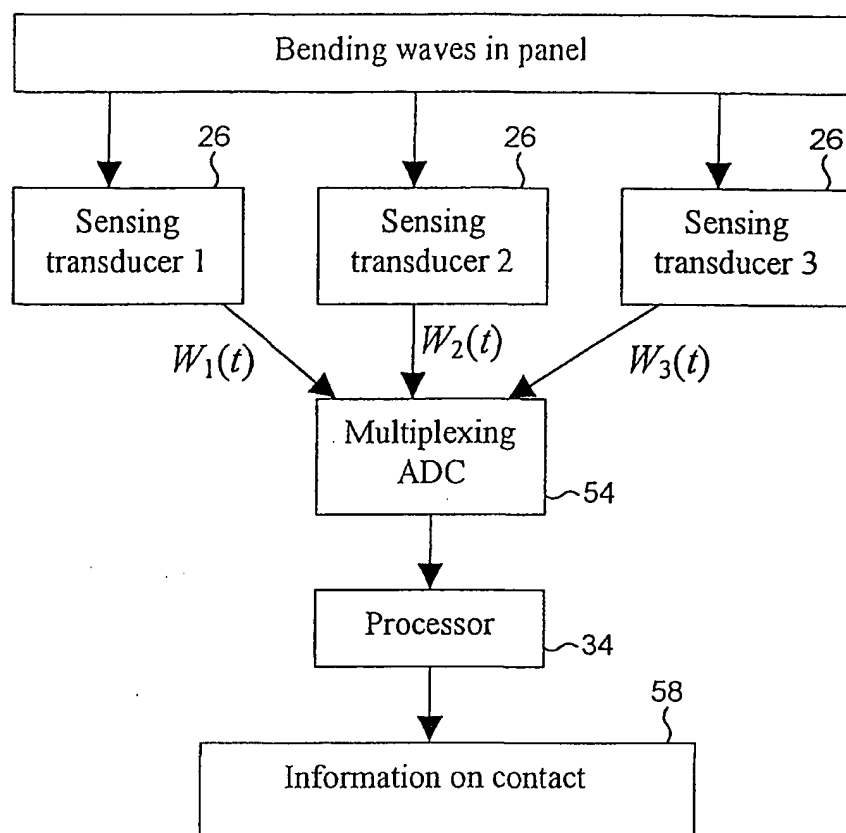 Bending waves in panel
26
26
26
Sensing
transducer 1
Sensing
transducer 2
Sensing
transducer 3
W₁(t)
W₂(t)
W₃(t)
Multiplexing
ADC
54
Processor
34
58
Information on contact